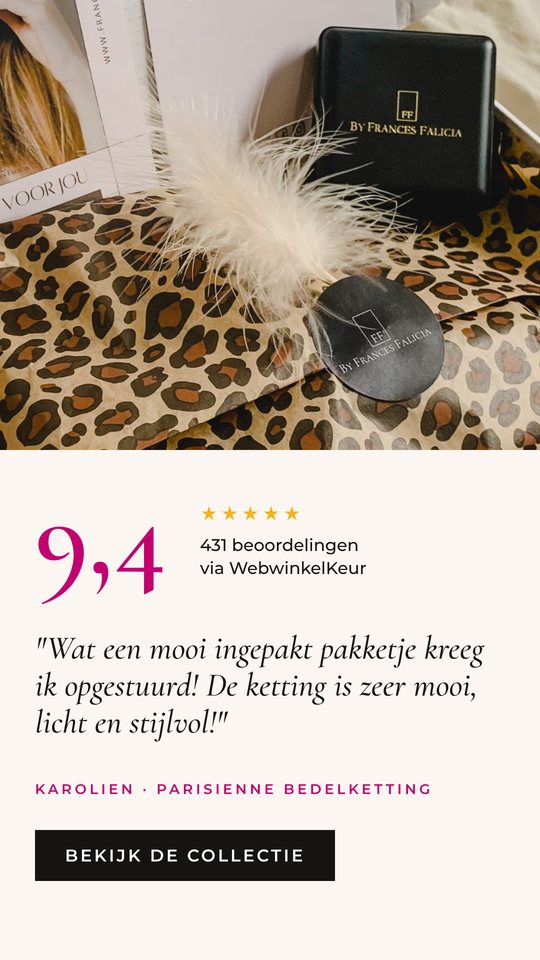 WWW.FRAN
VOOR JOU
FF
BY FRANCES FALICIA
FF
BY FRANCES FALICIA
★★★★★
9,4
431 beoordelingen
via WebwinkelKeur
"Wat een mooi ingepakt pakketje kreeg
ik opgestuurd! De ketting is zeer mooi,
licht en stijlvol!"
KAROLIEN · PARISIENNE BEDELKETTING
BEKIJK DE COLLECTIE